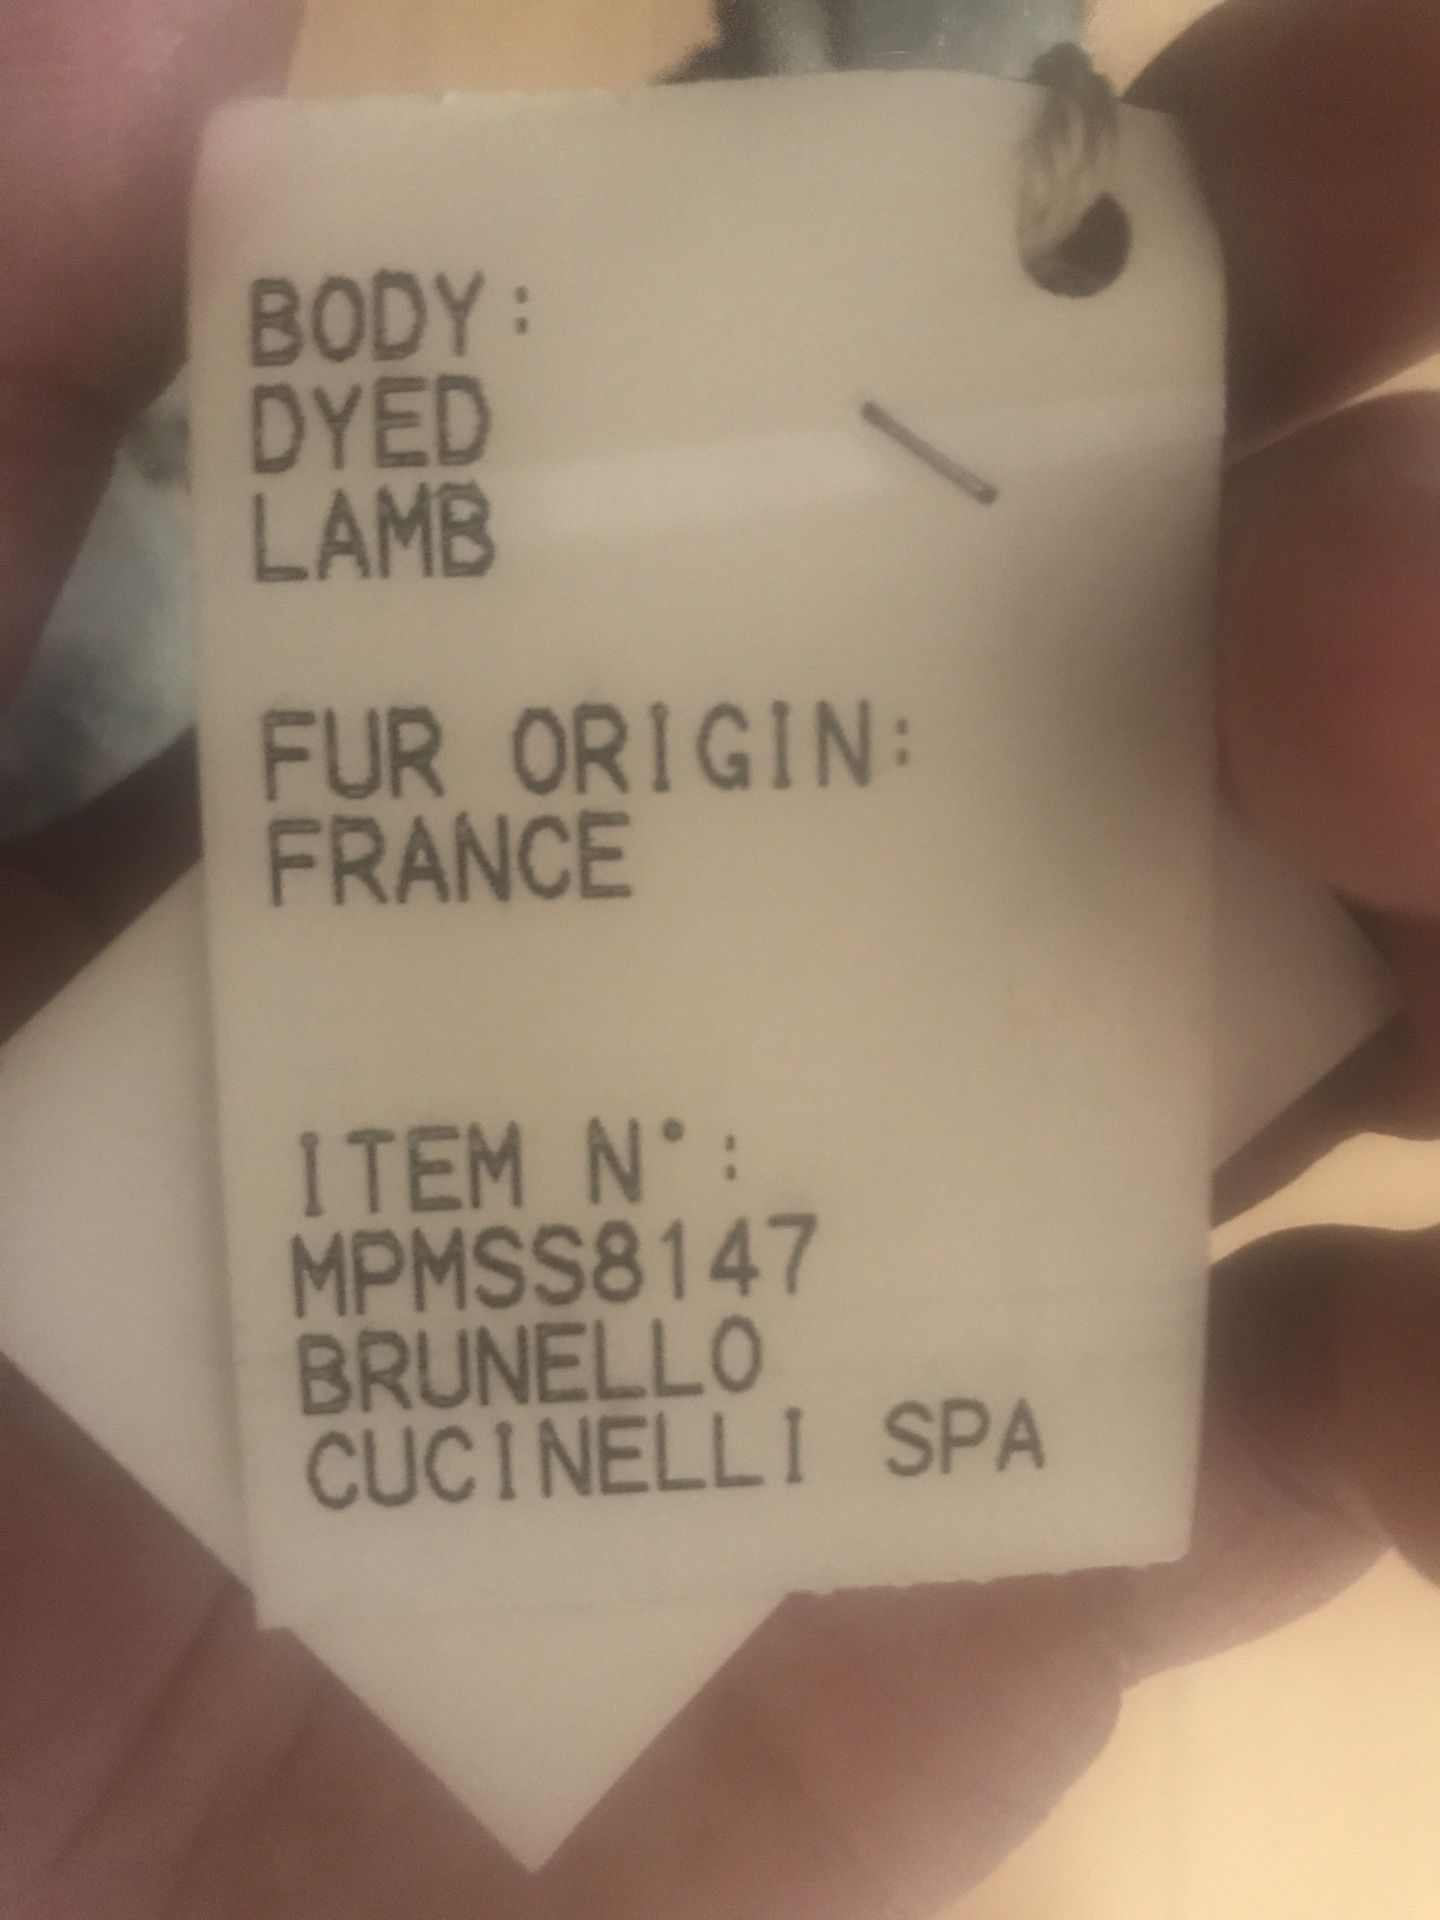 BODY:
DYED
LAMB
FUR ORIGIN:
FRANCE
ITEM N°:
MPMSS8147
BRUNELLO
CUCINELLI SPA